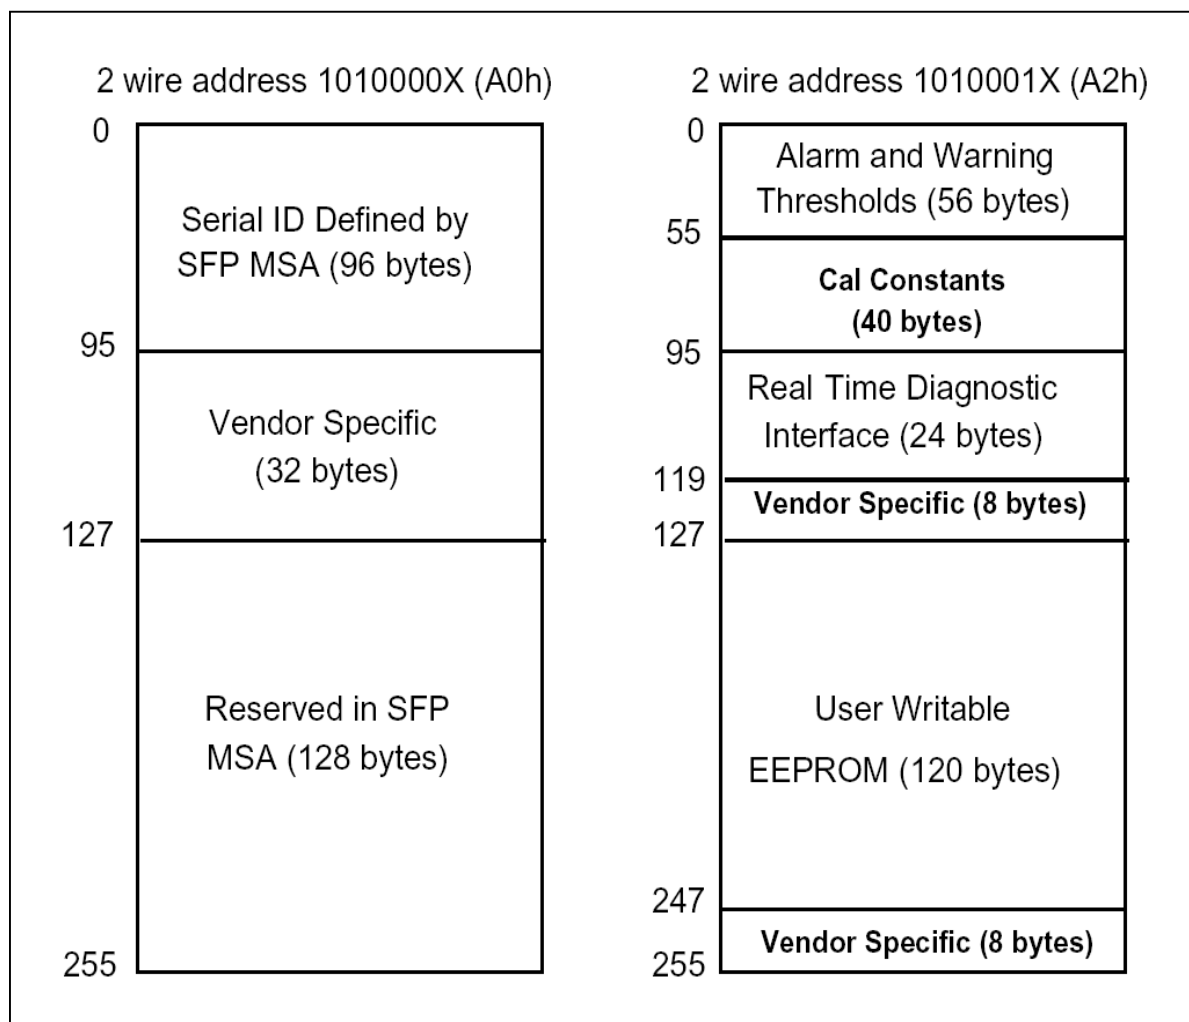 2 wire address 1010000X (A0h)
0
Serial ID Defined by
SFP MSA (96 bytes)
95
Vendor Specific
(32 bytes)
127
Reserved in SFP
MSA (128 bytes)
255
2 wire address 1010001X (A2h)
0
Alarm and Warning
Thresholds (56 bytes)
55
Cal Constants
(40 bytes)
95
Real Time Diagnostic
Interface (24 bytes)
119
Vendor Specific (8 bytes)
127
User Writable
EEPROM (120 bytes)
247
Vendor Specific (8 bytes)
255